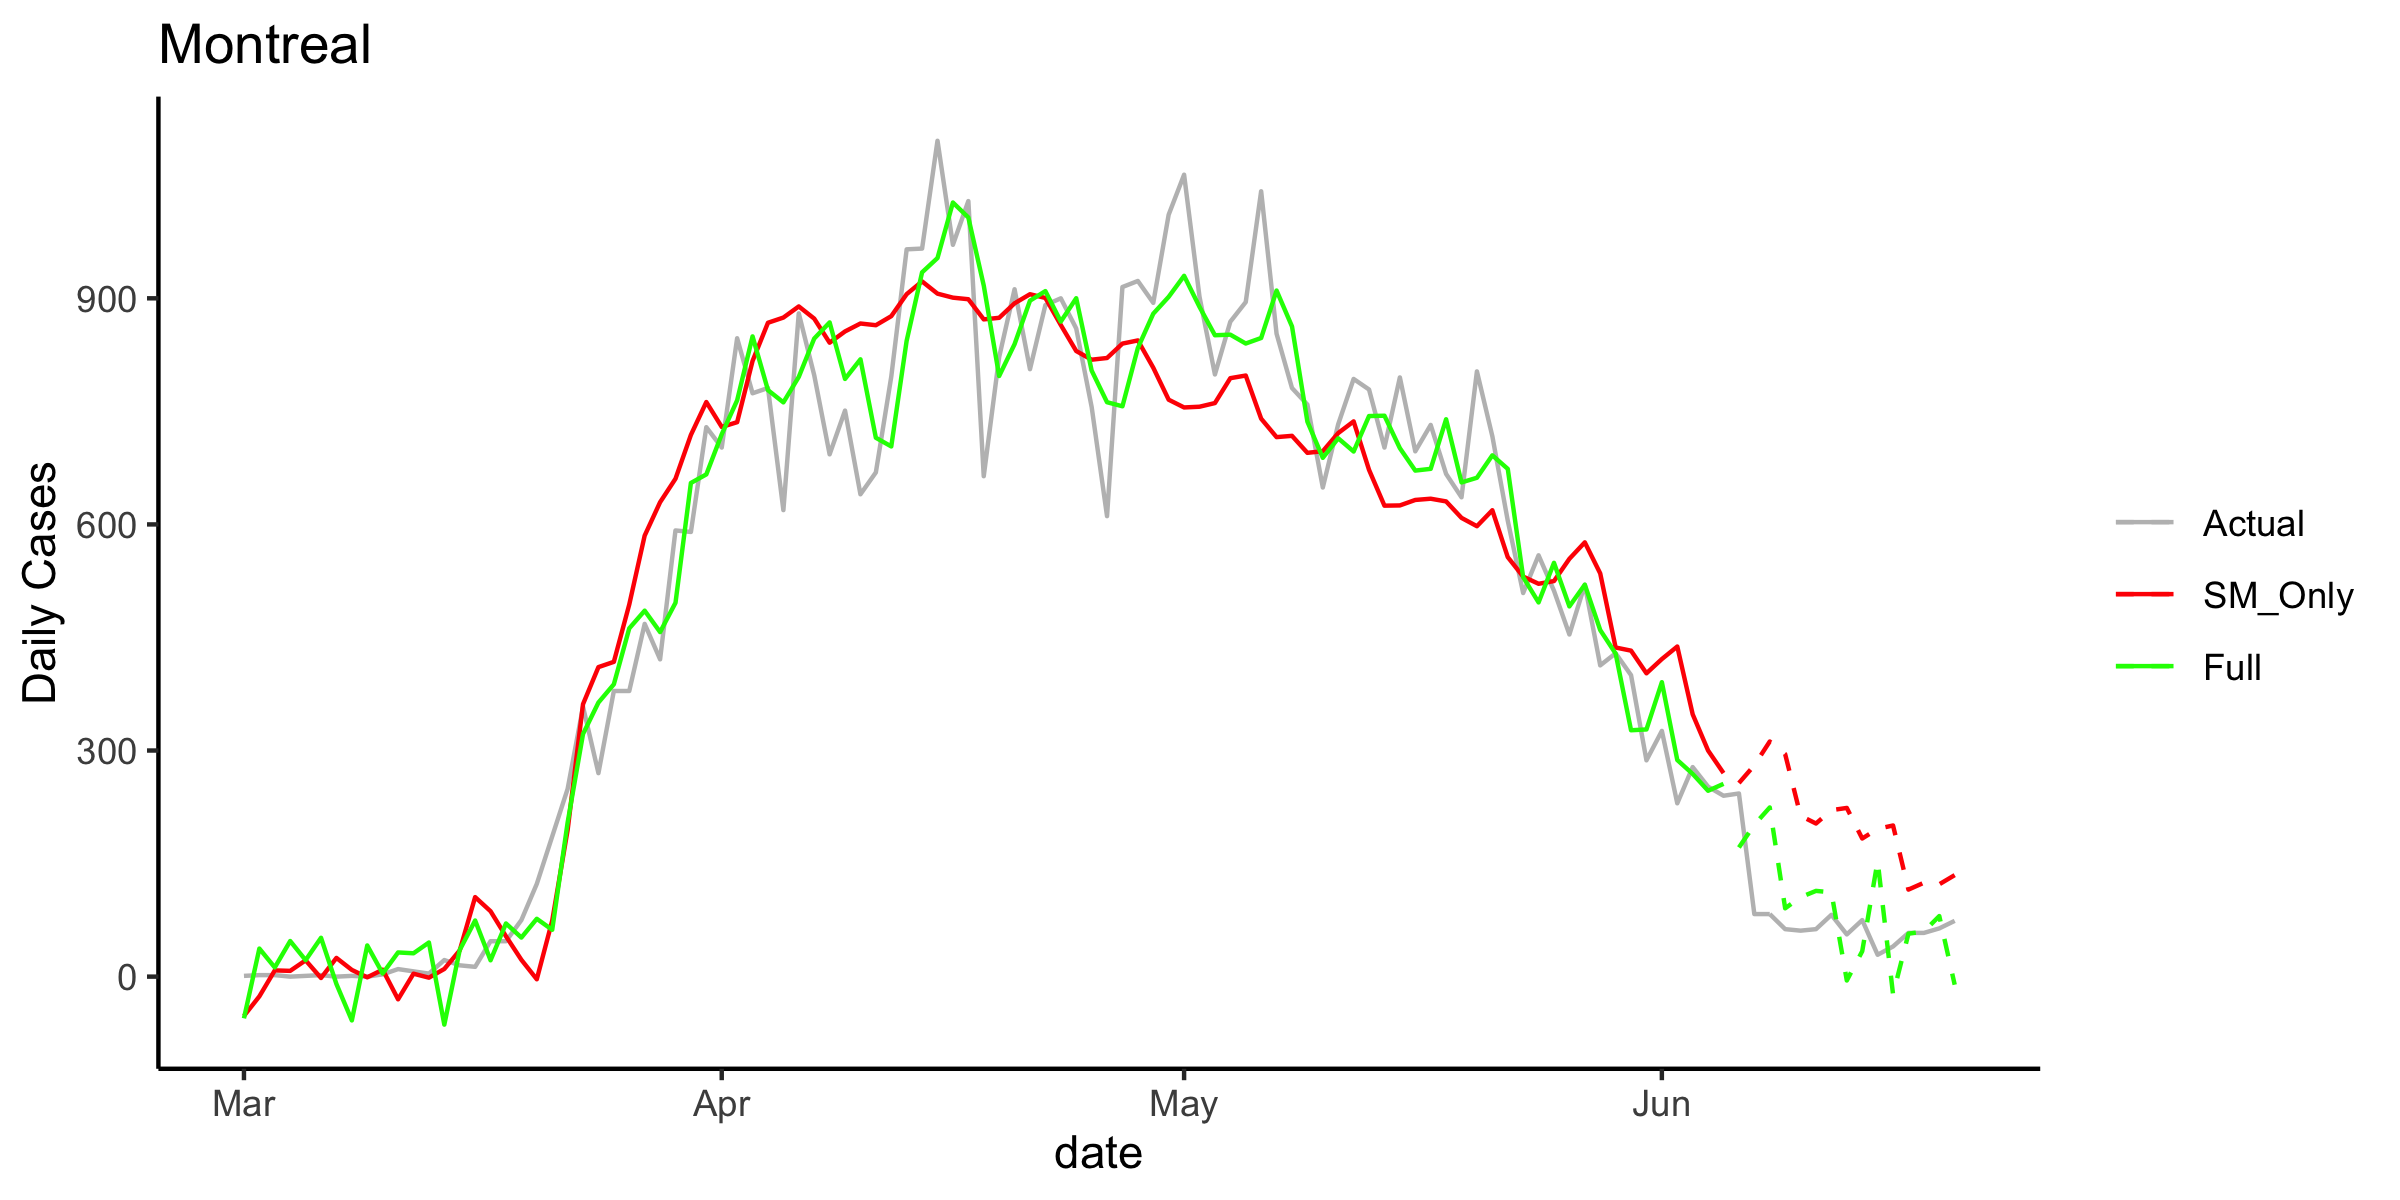 Montreal
Daily Cases
900
600
300
0
Mar
Apr
May
Jun
date
Actual
SM_Only
Full